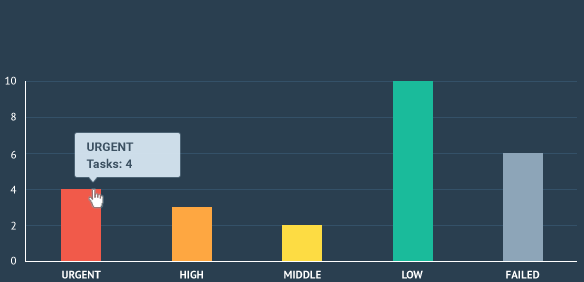 URGENT
Tasks: 4
10
8
6
4
2
0
URGENT
HIGH
MIDDLE
LOW
FAILED